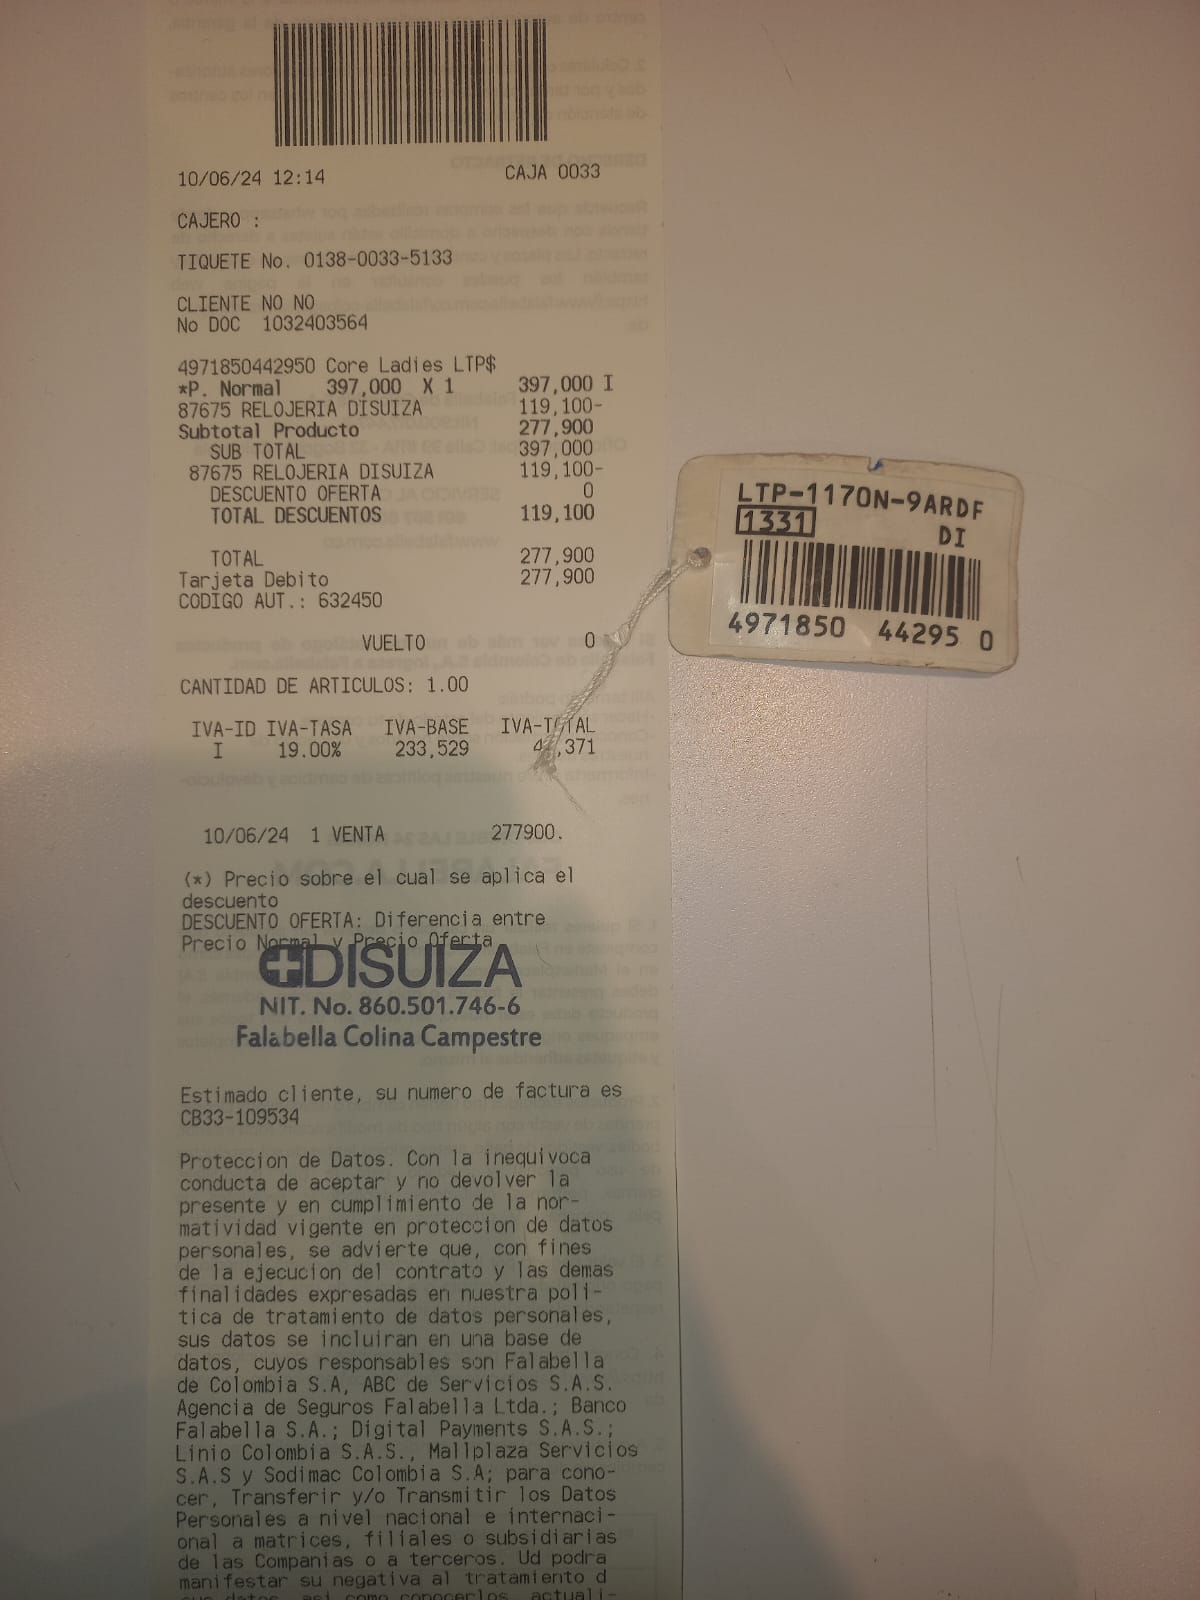 10/06/24 12:14 CAJA 0033
CAJERO :
TIQUETE No. 0138-0033-5133
CLIENTE NO NO
No DOC 1032403564
4971850442950 Core Ladies LTP$
*P. Normal 397,000 X 1 397,000 I
87675 RELOJERIA DISUIZA 119,100-
Subtotal Producto 277,900
SUB TOTAL 397,000
87675 RELOJERIA DISUIZA 119,100-
DESCUENTO OFERTA 0
TOTAL DESCUENTOS 119,100
TOTAL 277,900
Tarjeta Debito 277,900
CODIGO AUT.: 632450
VUELTO 0
CANTIDAD DE ARTICULOS: 1.00
IVA-ID IVA-TASA IVA-BASE IVA-TOTAL
I 19.00% 233,529
10/06/24 1 VENTA 277900.
(*) Precio sobre el cual se aplica el
descuento
DESCUENTO OFERTA: Diferencia entre
Precio Normal y Precio Oferta
DISUIZA
NIT. No. 860.501.746-6
Falabella Colina Campestre
Estimado cliente, su numero de factura es
CB33-109534
Proteccion de Datos. Con la inequivoca
conducta de aceptar y no devolver la
presente y en cumplimiento de la nor-
matividad vigente en proteccion de datos
personales, se advierte que, con fines
de la ejecucion del contrato y las demas
finalidades expresadas en nuestra poli-
tica de tratamiento de datos personales,
sus datos se incluiran en una base de
datos, cuyos responsables son Falabella
de Colombia S.A, ABC de Servicios S.A.S.
Agencia de Seguros Falabella Ltda.; Banco
Falabella S.A.; Digital Payments S.A.S.;
Linio Colombia S.A.S., Mallplaza Servicios
S.A.S y Sodimac Colombia S.A; para cono-
cer, Transferir y/o Transmitir los Datos
Personales a nivel nacional e internaci-
onal a matrices, filiales o subsidiarias
de las Companias o a terceros. Ud podra
manifestar su negativa al tratamiento d
LTP-1170N-9ARDF
1331 DI
4971850 44295 0